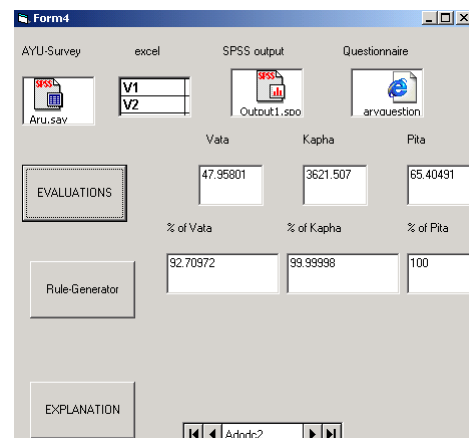 Form4
AYU-Survey excel SPSS output Questionnaire
SPSS
V1
V2
SPSS
Aru.sav Output1.spo arvquestion
Vata Kapha Pita
47.95801 3621.507 65.40491
EVALUATIONS
% of Vata % of Kapha % of Pita
92.70972 99.99998 100
Rule-Generator
EXPLANATION
Adodc2